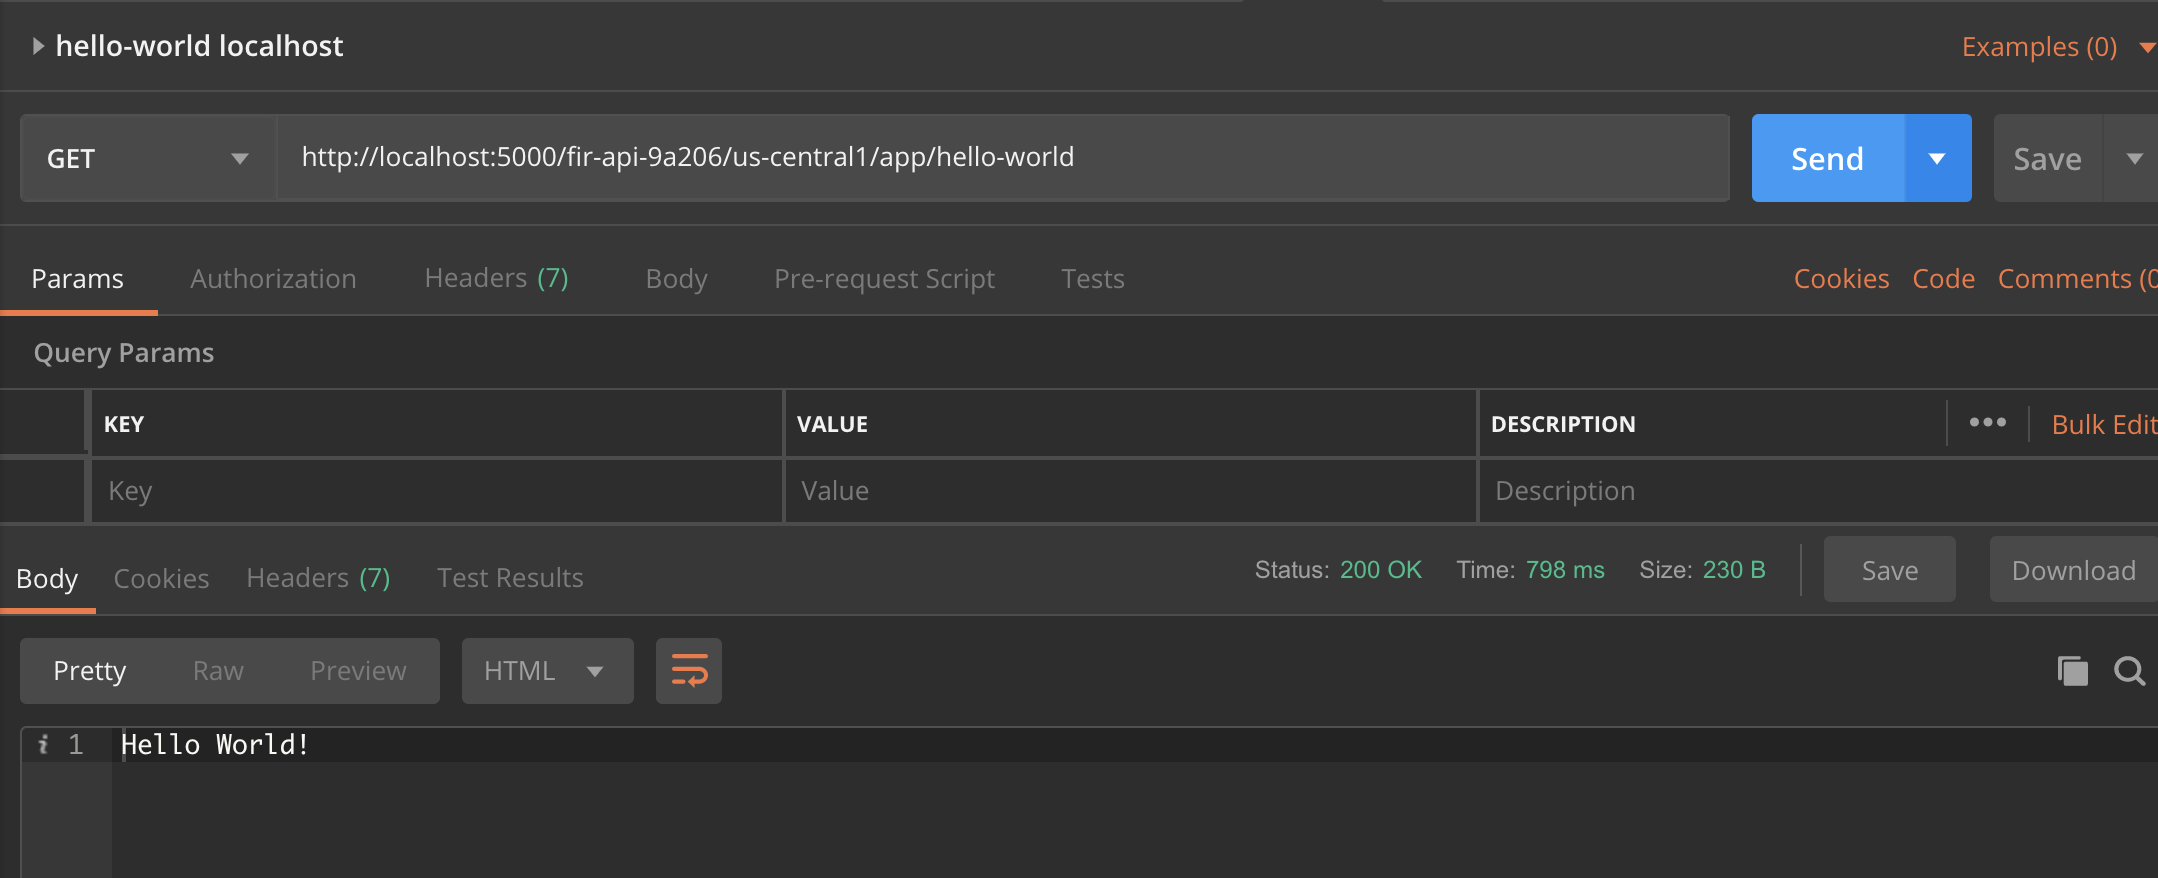 hello-world localhost
Examples (0)
GET
http://localhost:5000/fir-api-9a206/us-central1/app/hello-world
Send
Save
Params
Authorization
Headers (7)
Body
Pre-request Script
Tests
Cookies
Code
Comments (0
Query Params
KEY
VALUE
DESCRIPTION
Bulk Edit
Key
Value
Description
Body
Cookies
Headers (7)
Test Results
Status: 200 OK
Time: 798 ms
Size: 230 B
Save
Download
Pretty
Raw
Preview
HTML
i 1 Hello World!